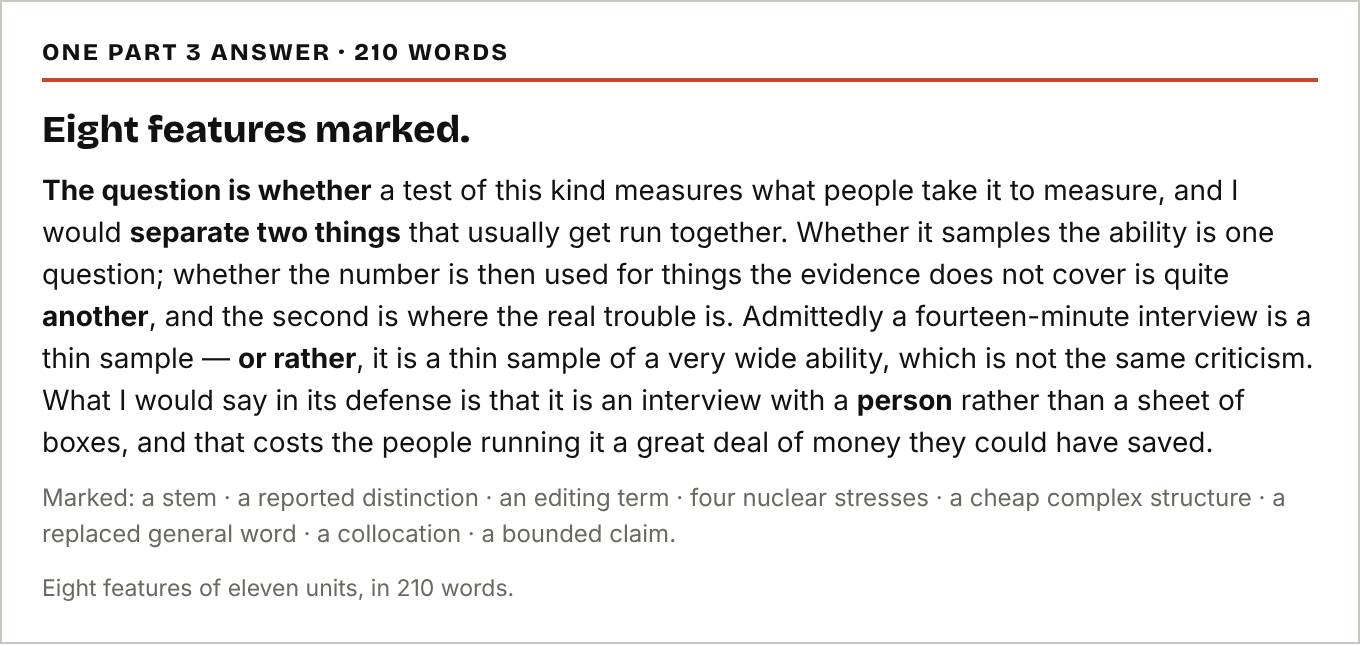 ONE PART 3 ANSWER · 210 WORDS
Eight features marked.
The question is whether a test of this kind measures what people take it to measure, and I
would separate two things that usually get run together. Whether it samples the ability is one
question; whether the number is then used for things the evidence does not cover is quite
another, and the second is where the real trouble is. Admittedly a fourteen-minute interview is a
thin sample — or rather, it is a thin sample of a very wide ability, which is not the same criticism.
What I would say in its defense is that it is an interview with a person rather than a sheet of
boxes, and that costs the people running it a great deal of money they could have saved.
Marked: a stem · a reported distinction · an editing term · four nuclear stresses · a cheap complex structure · a
replaced general word · a collocation · a bounded claim.
Eight features of eleven units, in 210 words.